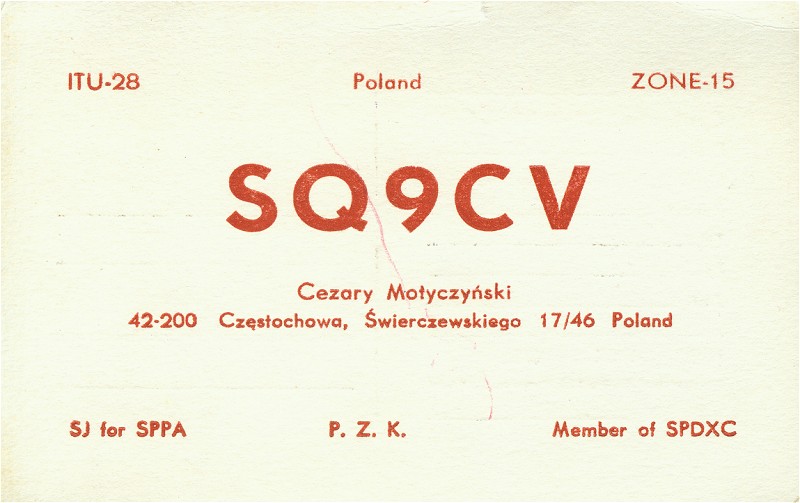 ITU-28 Poland ZONE-15
SQ9CV
Cezary Motyczyński
42-200 Częstochowa, Świerczewskiego 17/46 Poland
SJ for SPPA P. Z. K. Member of SPDXC